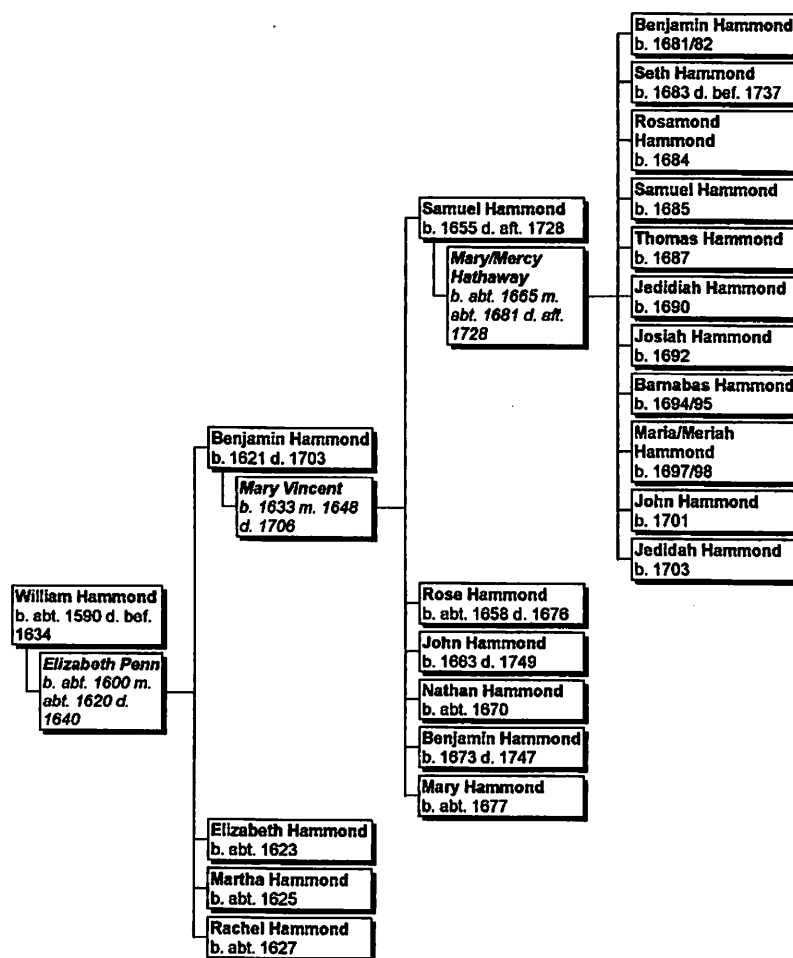 William Hammond
b. abt. 1590 d. bef.
1634
Elizabeth Penn
b. abt. 1600 m.
abt. 1620 d.
1640
Benjamin Hammond
b. 1621 d. 1703
Mary Vincent
b. 1633 m. 1648
d. 1706
Samuel Hammond
b. 1655 d. aft. 1728
Mary/Mercy
Hathaway
b. abt. 1665 m.
abt. 1681 d. aft.
1728
Benjamin Hammond
b. 1681/82
Seth Hammond
b. 1683 d. bef. 1737
Rosamond
Hammond
b. 1684
Samuel Hammond
b. 1685
Thomas Hammond
b. 1687
Jedidiah Hammond
b. 1690
Josiah Hammond
b. 1692
Barnabas Hammond
b. 1694/95
Maria/Meriah
Hammond
b. 1697/98
John Hammond
b. 1701
Jedidah Hammond
b. 1703
Rose Hammond
b. abt. 1658 d. 1676
John Hammond
b. 1663 d. 1749
Nathan Hammond
b. abt. 1670
Benjamin Hammond
b. 1673 d. 1747
Mary Hammond
b. abt. 1677
Elizabeth Hammond
b. abt. 1623
Martha Hammond
b. abt. 1625
Rachel Hammond
b. abt. 1627